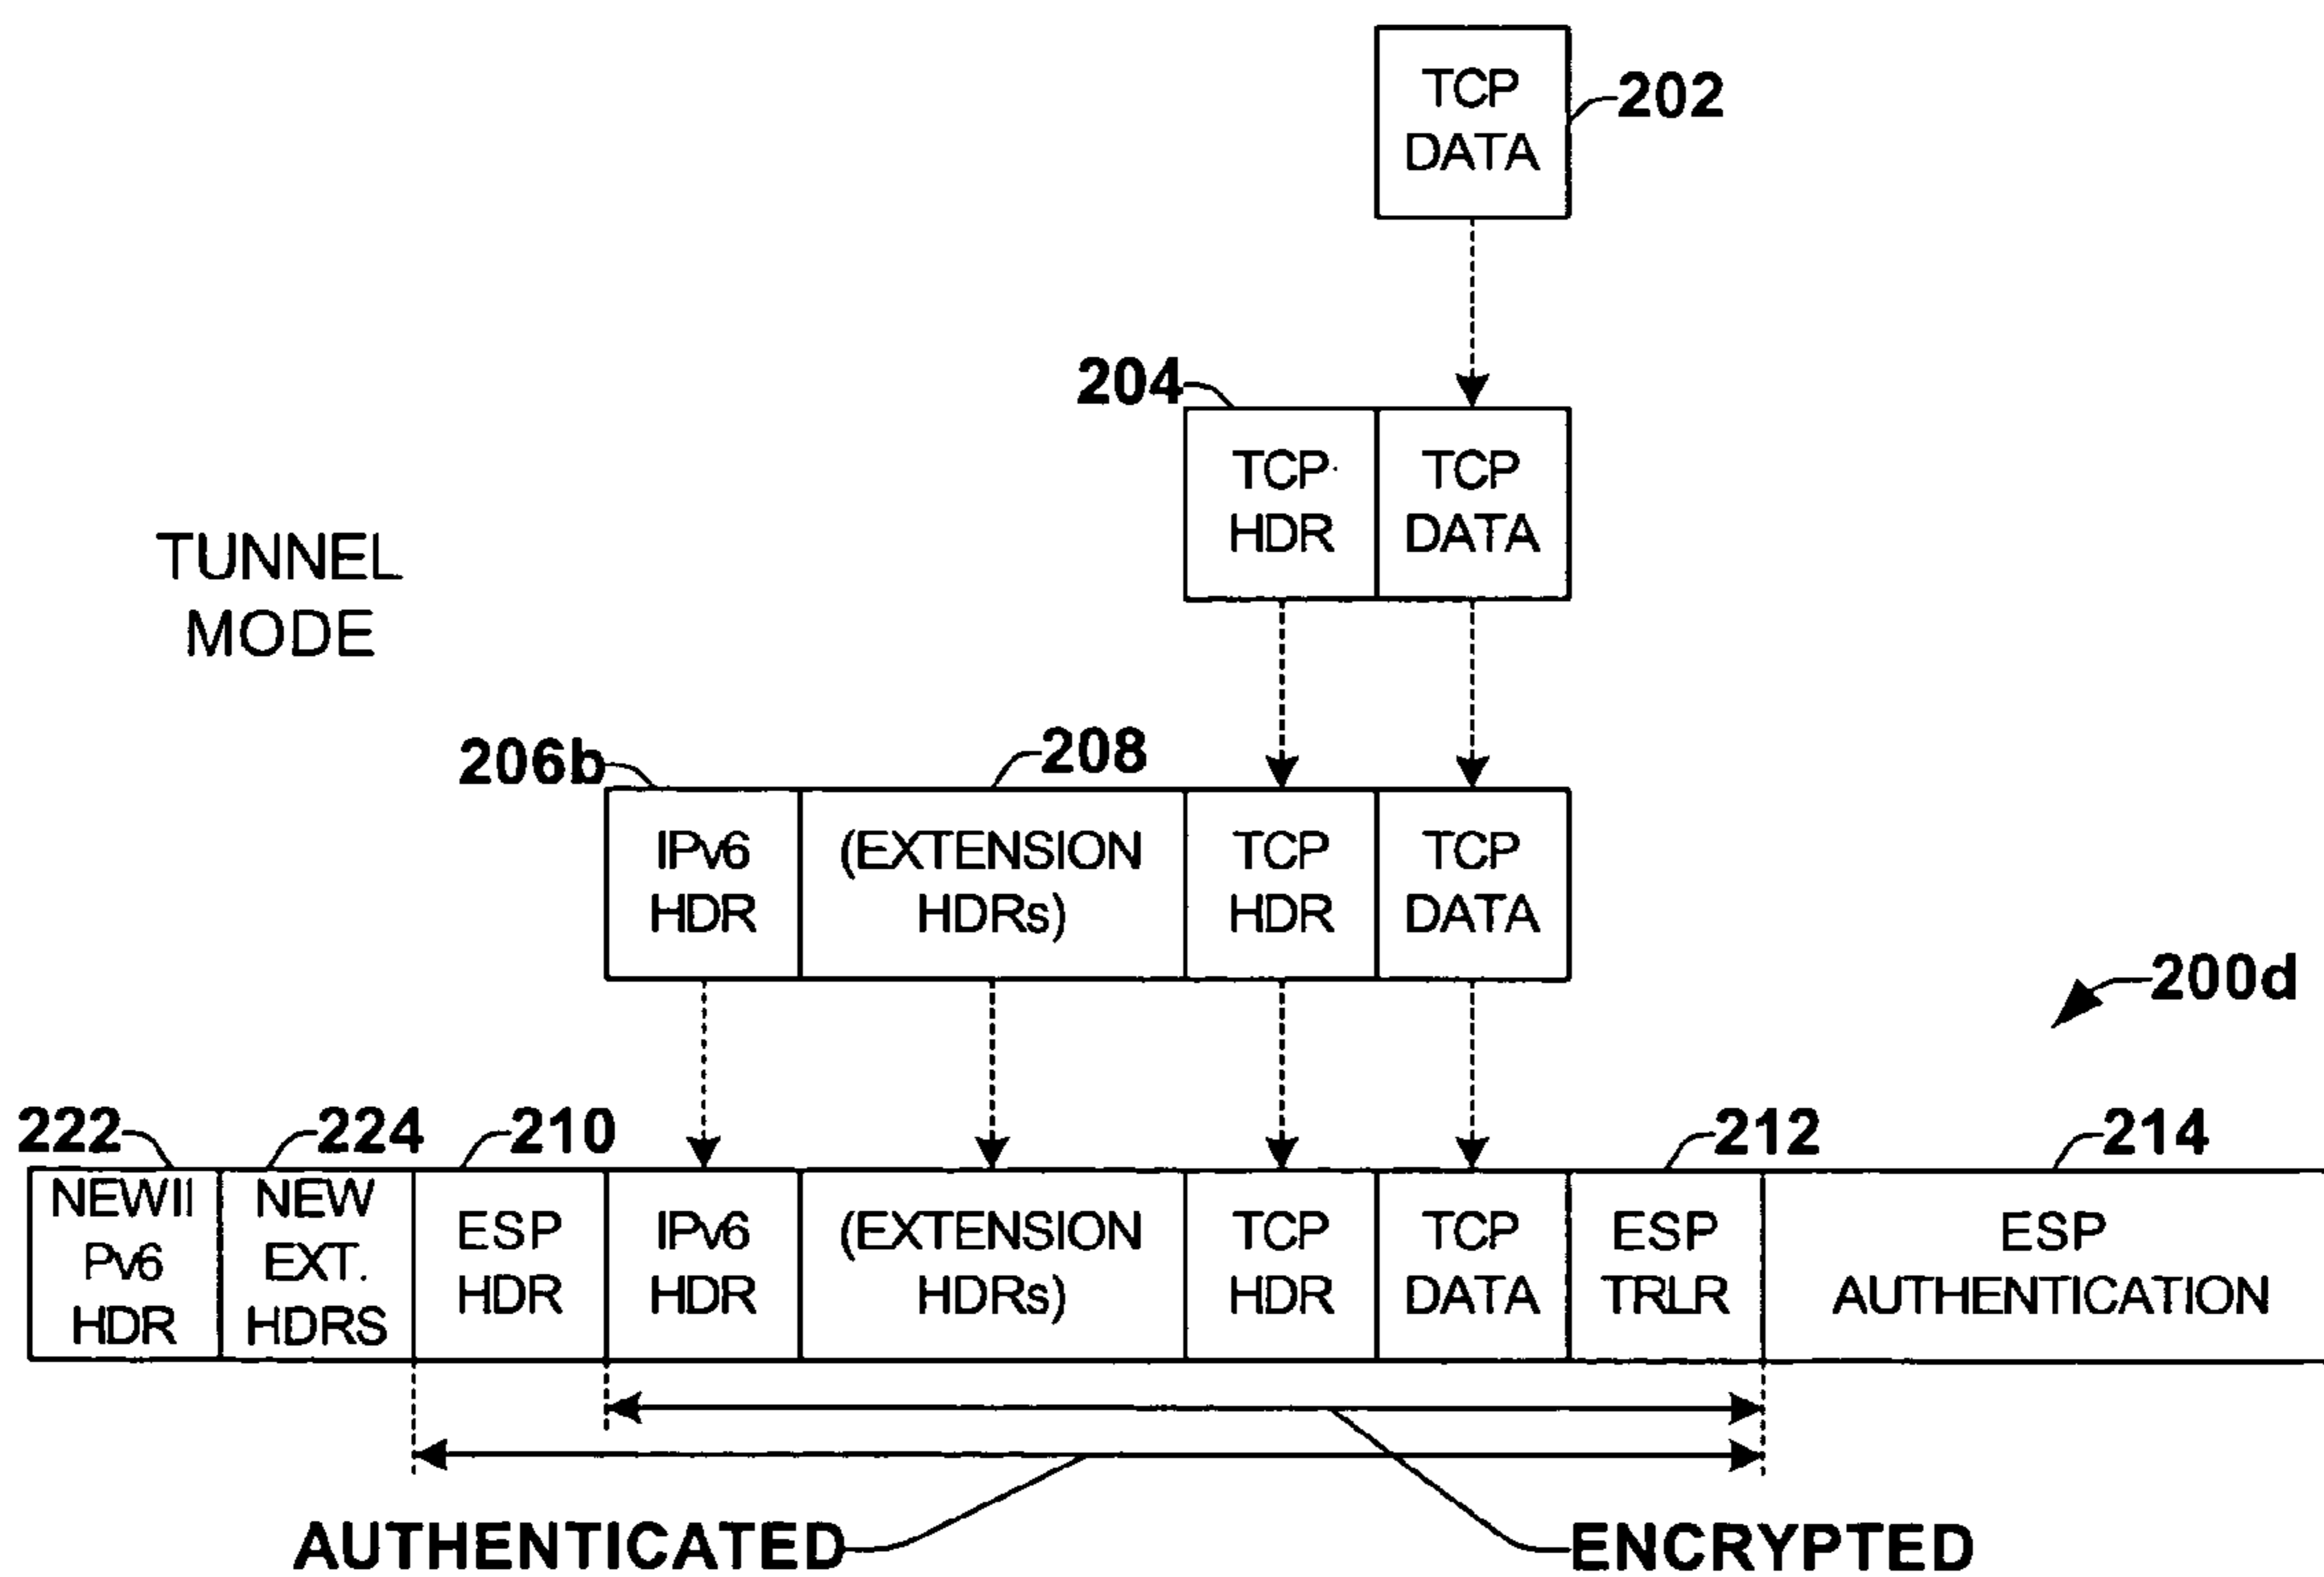 TCP
DATA
202
204
TCP
HDR
TCP
DATA
TUNNEL
MODE
206b
208
IPv6
HDR
(EXTENSION
HDRs)
TCP
HDR
TCP
DATA
200d
222
224
210
212
214
NEWII
Pv6
HDR
NEW
EXT.
HDRS
ESP
HDR
IPv6
HDR
(EXTENSION
HDRs)
TCP
HDR
TCP
DATA
ESP
TRLR
ESP
AUTHENTICATION
AUTHENTICATED
ENCRYPTED